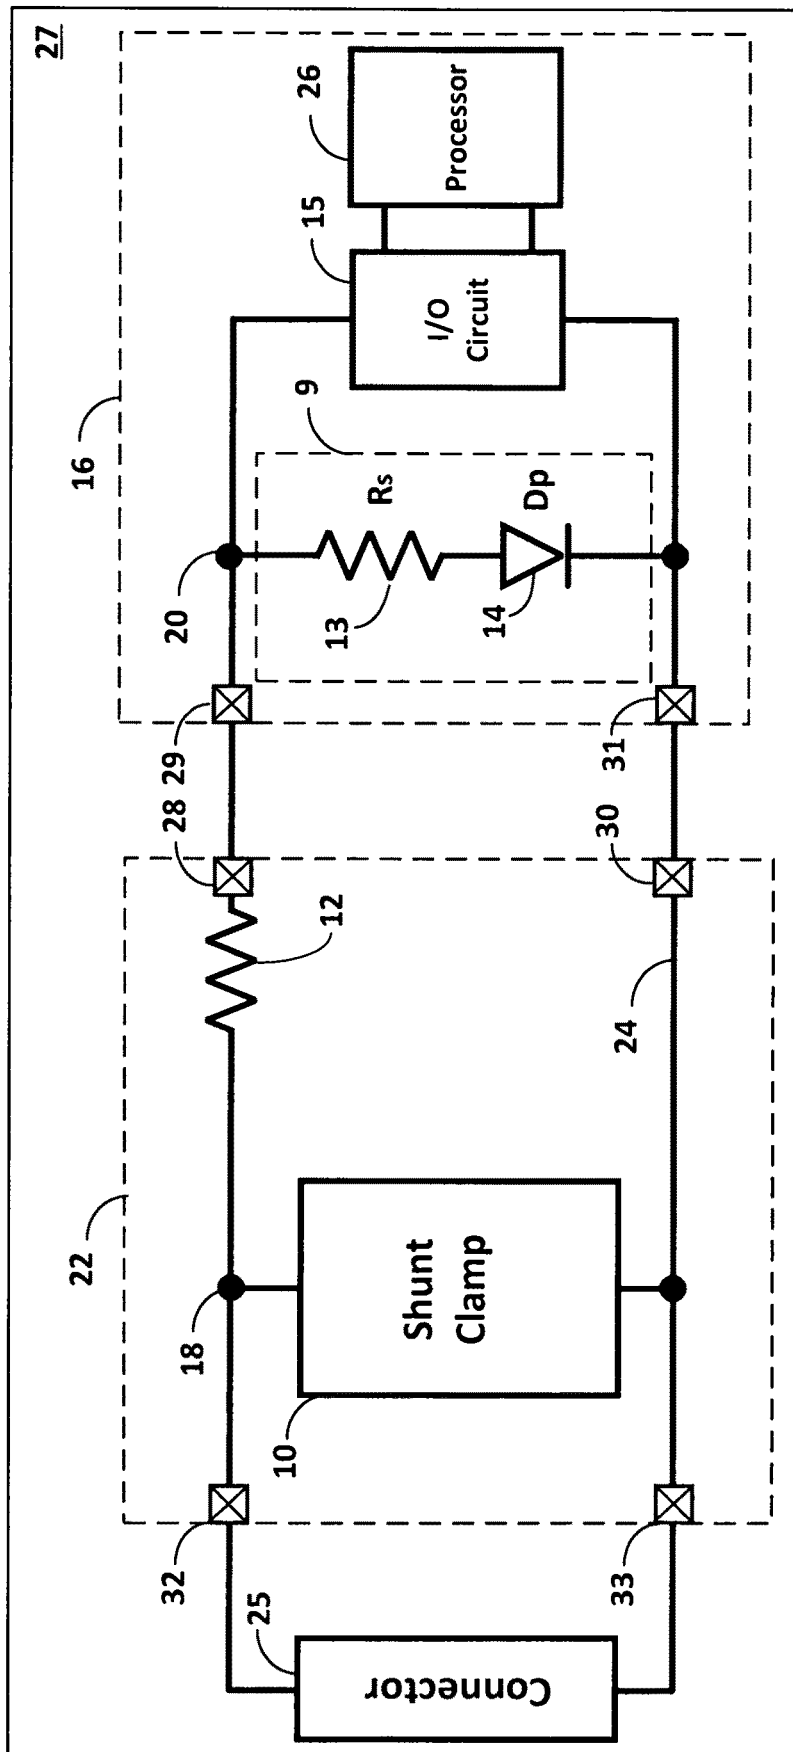 27
16
26
Processor
15
I/O
Circuit
9
Rs
Dp
20
13
14
29
31
28
30
12
24
22
18
Shunt
Clamp
10
32
33
25
Connector